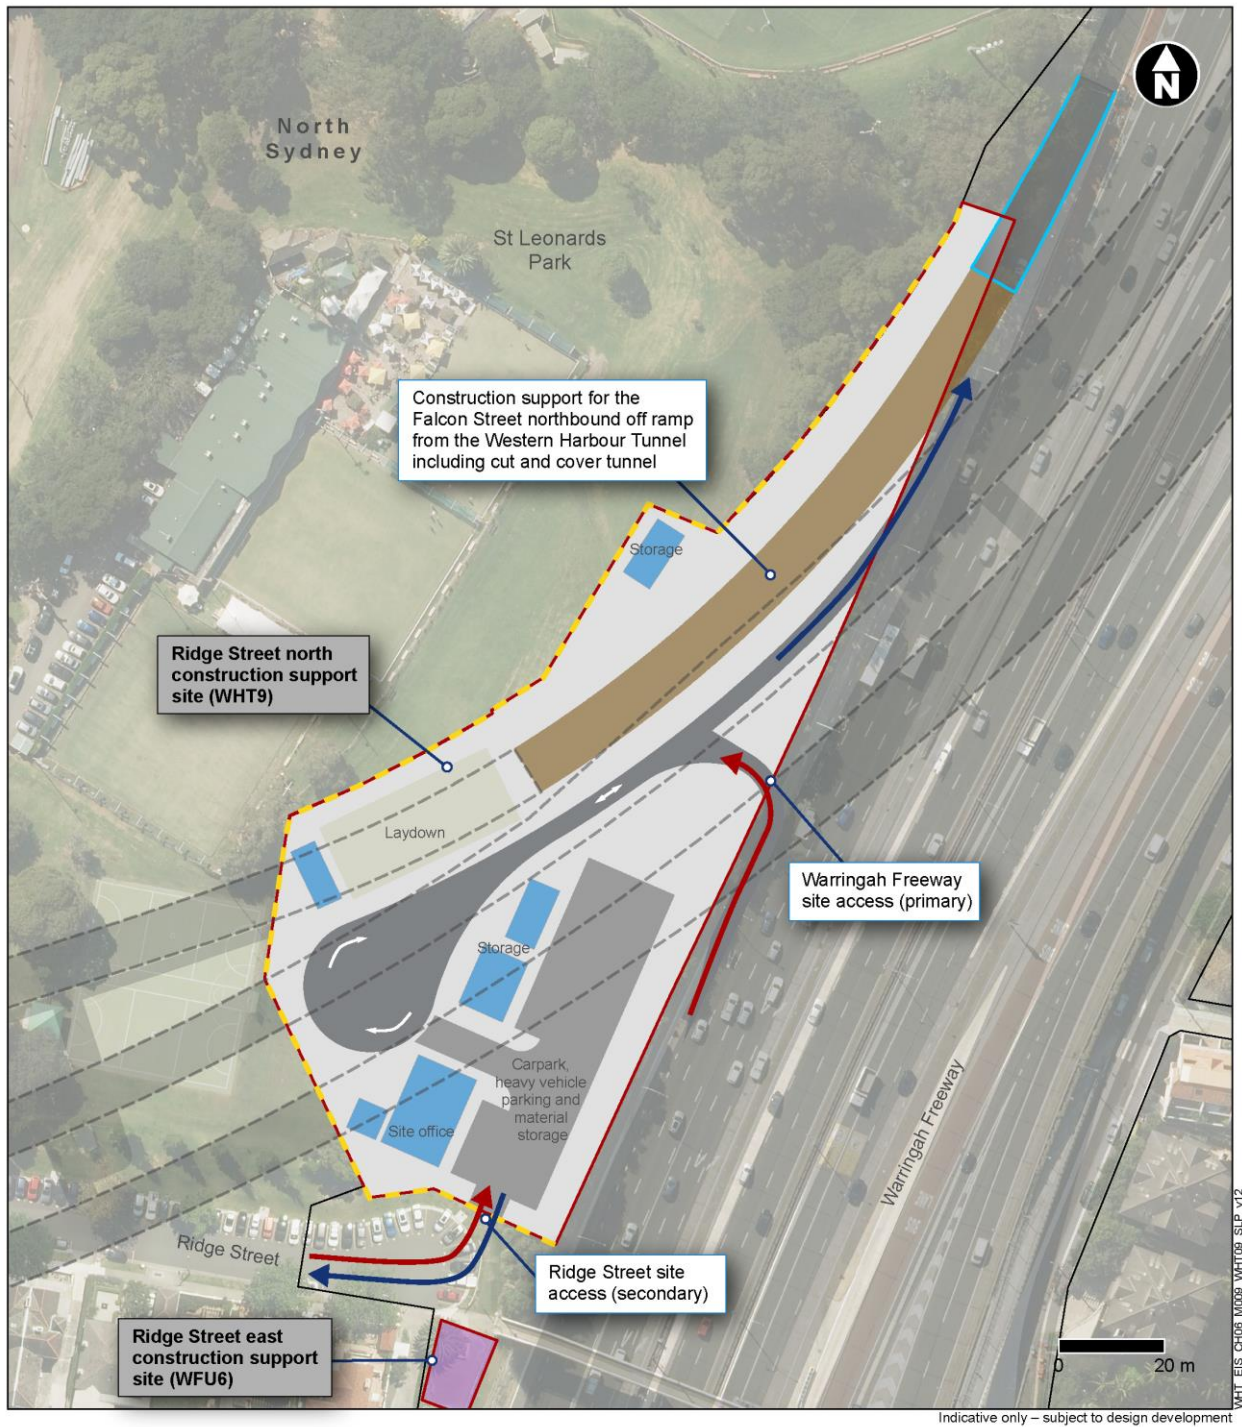 N
North
Sydney
St Leonards
Park
Construction support for the
Falcon Street northbound off ramp
from the Western Harbour Tunnel
including cut and cover tunnel
Storage
Ridge Street north
construction support
site (WHT9)
Laydown
Warringah Freeway
site access (primary)
Storage
Carpark,
heavy vehicle
parking and
material
storage
Site office
Warringah Freeway
Ridge Street
Ridge Street site
access (secondary)
Ridge Street east
construction support
site (WFU6)
0 20 m
WHT_EIS_CH06_M009_WHT09_SLP_v12
Indicative only – subject to design development